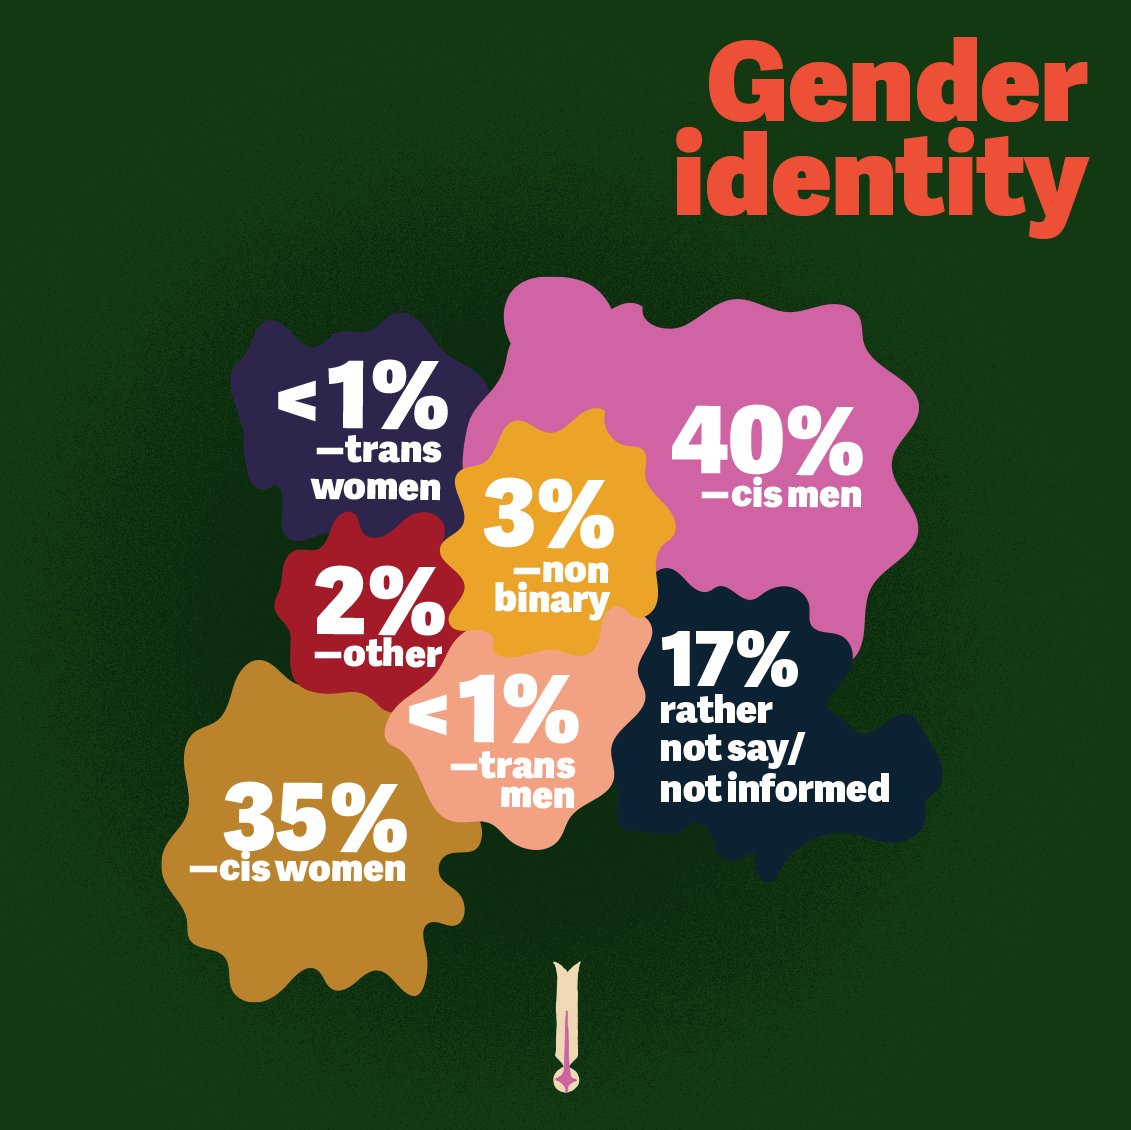 Gender
identity
<1%
—trans
women
40%
—cis men
3%
—non
binary
2%
—other
17%
rather
not say/
not informed
<1%
—trans
men
35%
—cis women